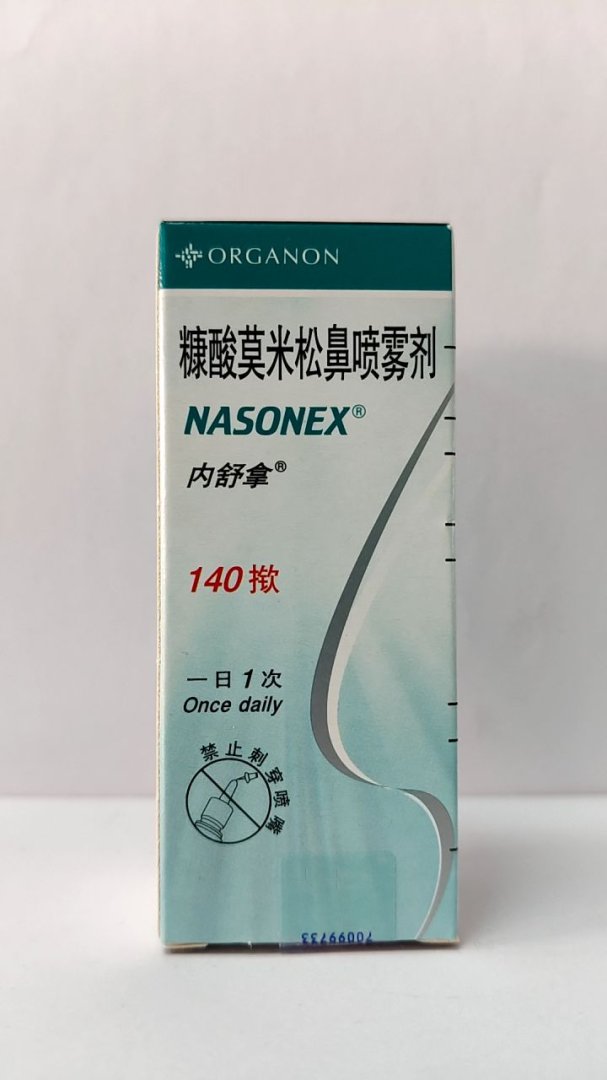 ORGANON
糠酸莫米松鼻喷雾剂
NASONEX®
内舒拿®
140揿
一日1次
Once daily
禁止刺穿喷嘴
70099733